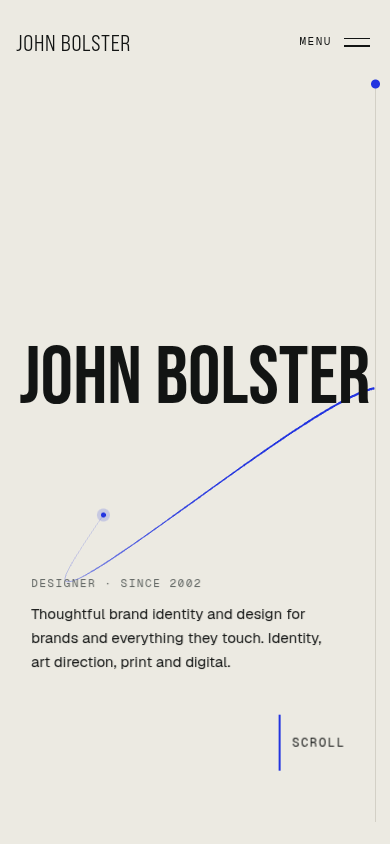 JOHN BOLSTER
MENU
JOHN BOLSTER
DESIGNER · SINCE 2002
Thoughtful brand identity and design for
brands and everything they touch. Identity,
art direction, print and digital.
SCROLL